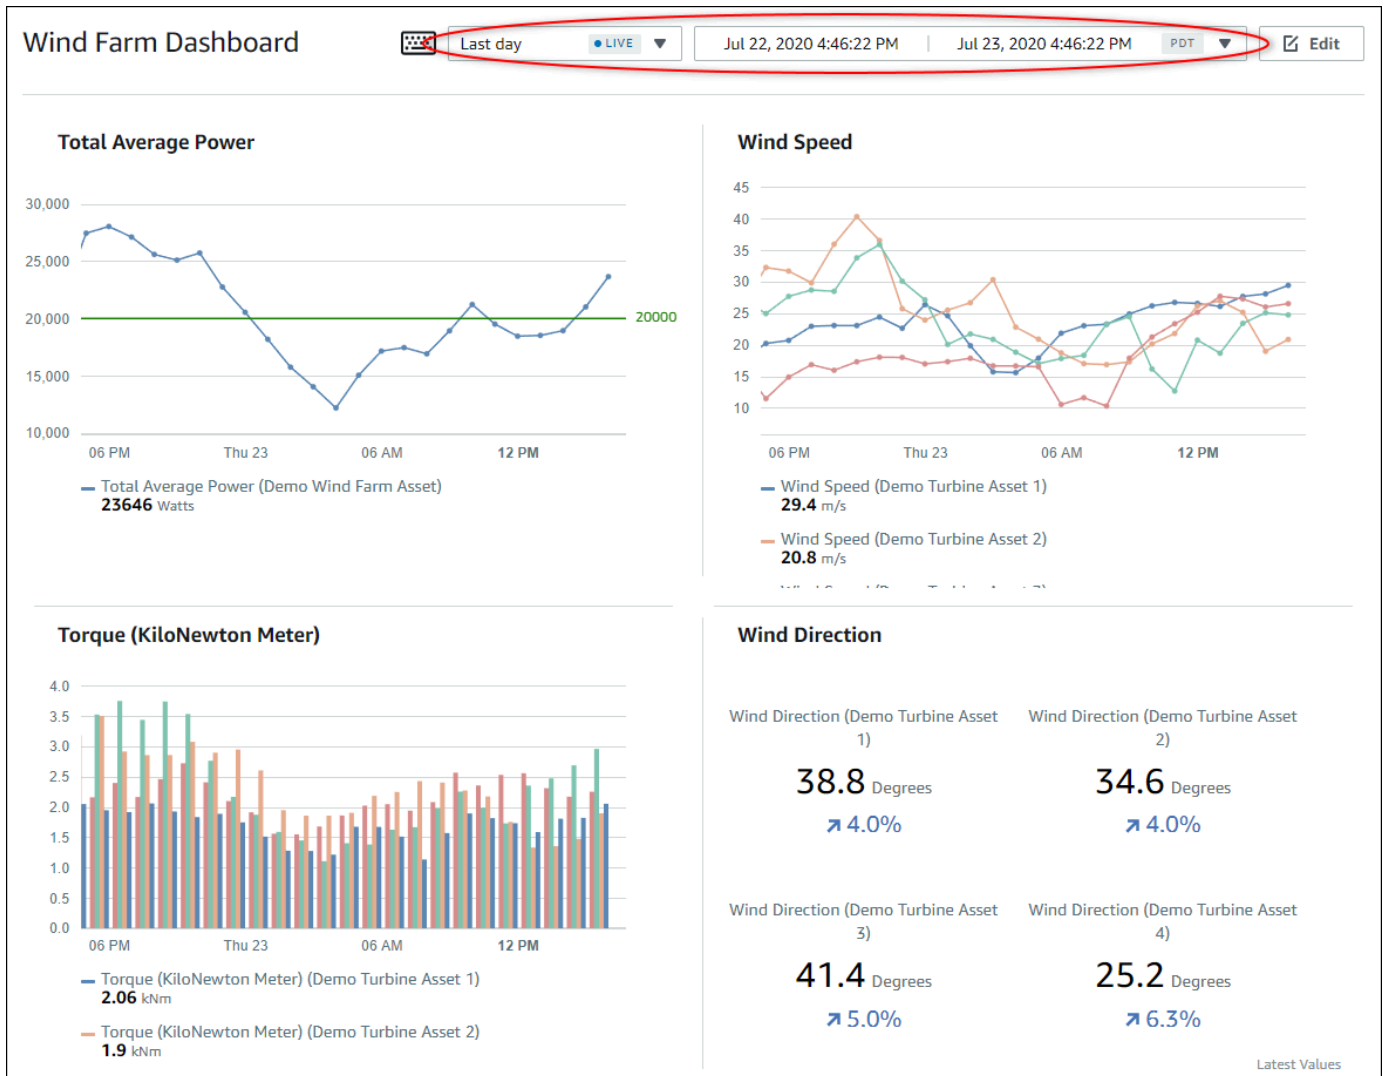 Wind Farm Dashboard
Last day
LIVE
Jul 22, 2020 4:46:22 PM
Jul 23, 2020 4:46:22 PM
PDT
Edit
Total Average Power
30,000
25,000
20,000
15,000
10,000
20000
06 PM
Thu 23
06 AM
12 PM
Total Average Power (Demo Wind Farm Asset)
23646 Watts
Wind Speed
45
40
35
30
25
20
15
10
06 PM
Thu 23
06 AM
12 PM
Wind Speed (Demo Turbine Asset 1)
29.4 m/s
Wind Speed (Demo Turbine Asset 2)
20.8 m/s
Torque (KiloNewton Meter)
4.0
3.5
3.0
2.5
2.0
1.5
1.0
0.5
0.0
06 PM
Thu 23
06 AM
12 PM
Torque (KiloNewton Meter) (Demo Turbine Asset 1)
2.06 kNm
Torque (KiloNewton Meter) (Demo Turbine Asset 2)
1.9 kNm
Wind Direction
Wind Direction (Demo Turbine Asset
1)
38.8 Degrees
4.0%
Wind Direction (Demo Turbine Asset
2)
34.6 Degrees
4.0%
Wind Direction (Demo Turbine Asset
3)
41.4 Degrees
5.0%
Wind Direction (Demo Turbine Asset
4)
25.2 Degrees
6.3%
Latest Values